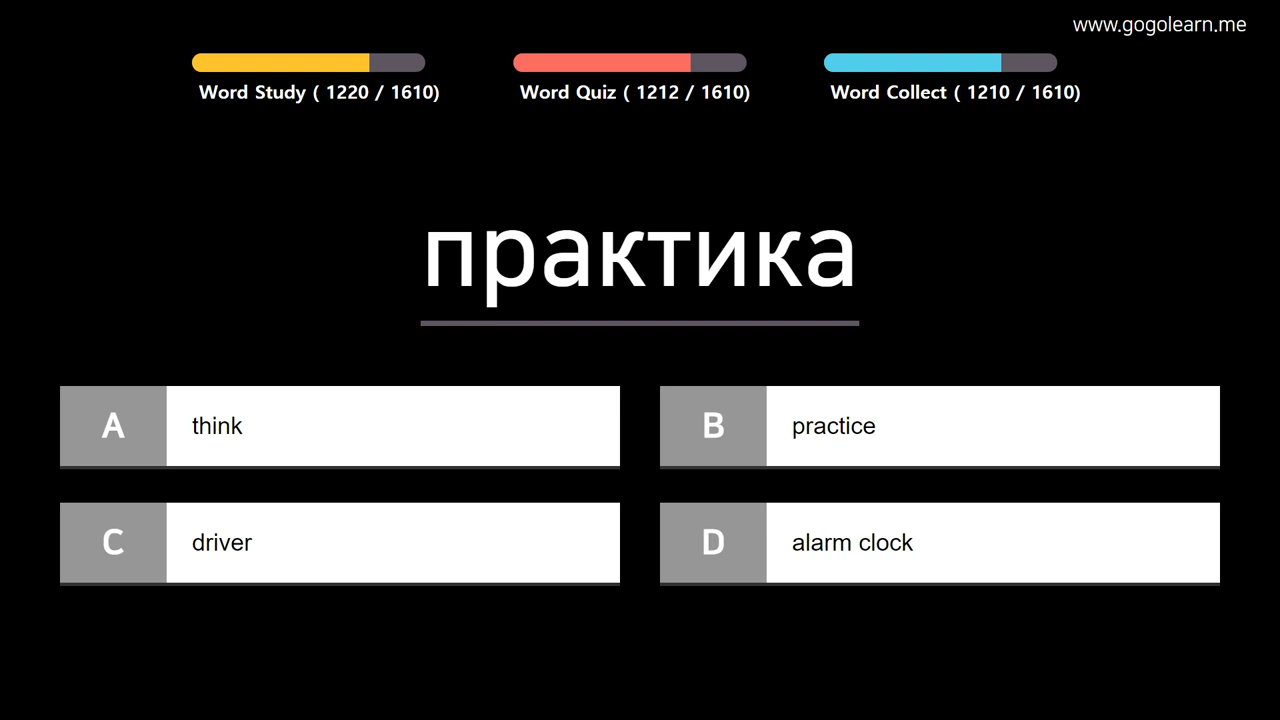 www.gogolearn.me
Word Study ( 1220 / 1610)
Word Quiz ( 1212 / 1610)
Word Collect ( 1210 / 1610)
практика
A think
B practice
C driver
D alarm clock